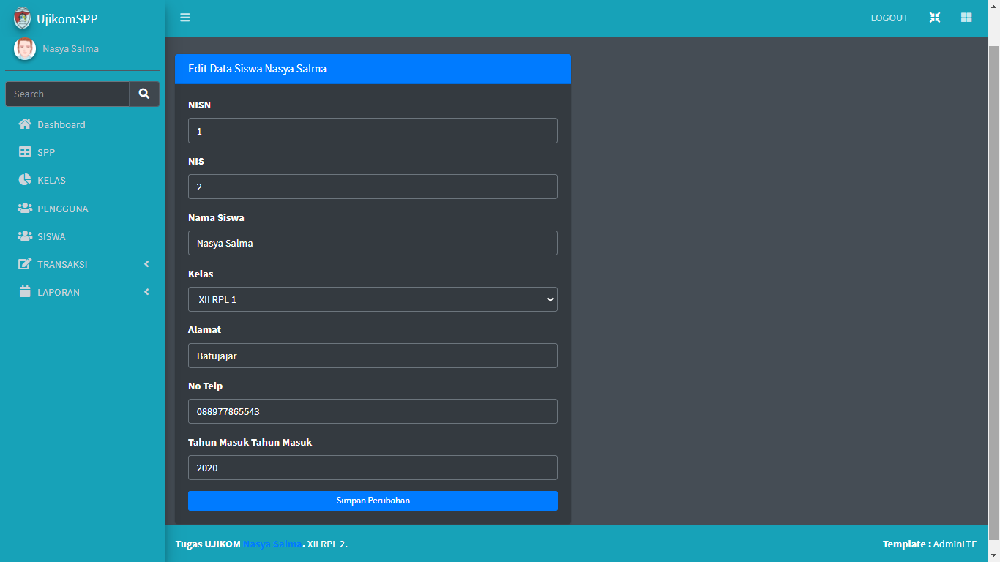 UjikomSPP
LOGOUT
Nasya Salma
Search
Dashboard
SPP
KELAS
PENGGUNA
SISWA
TRANSAKSI
LAPORAN
Edit Data Siswa Nasya Salma
NISN
1
NIS
2
Nama Siswa
Nasya Salma
Kelas
XII RPL 1
Alamat
Batujajar
No Telp
088977865543
Tahun Masuk Tahun Masuk
2020
Simpan Perubahan
Tugas UJIKOM Nasya Salma. XII RPL 2.
Template : AdminLTE